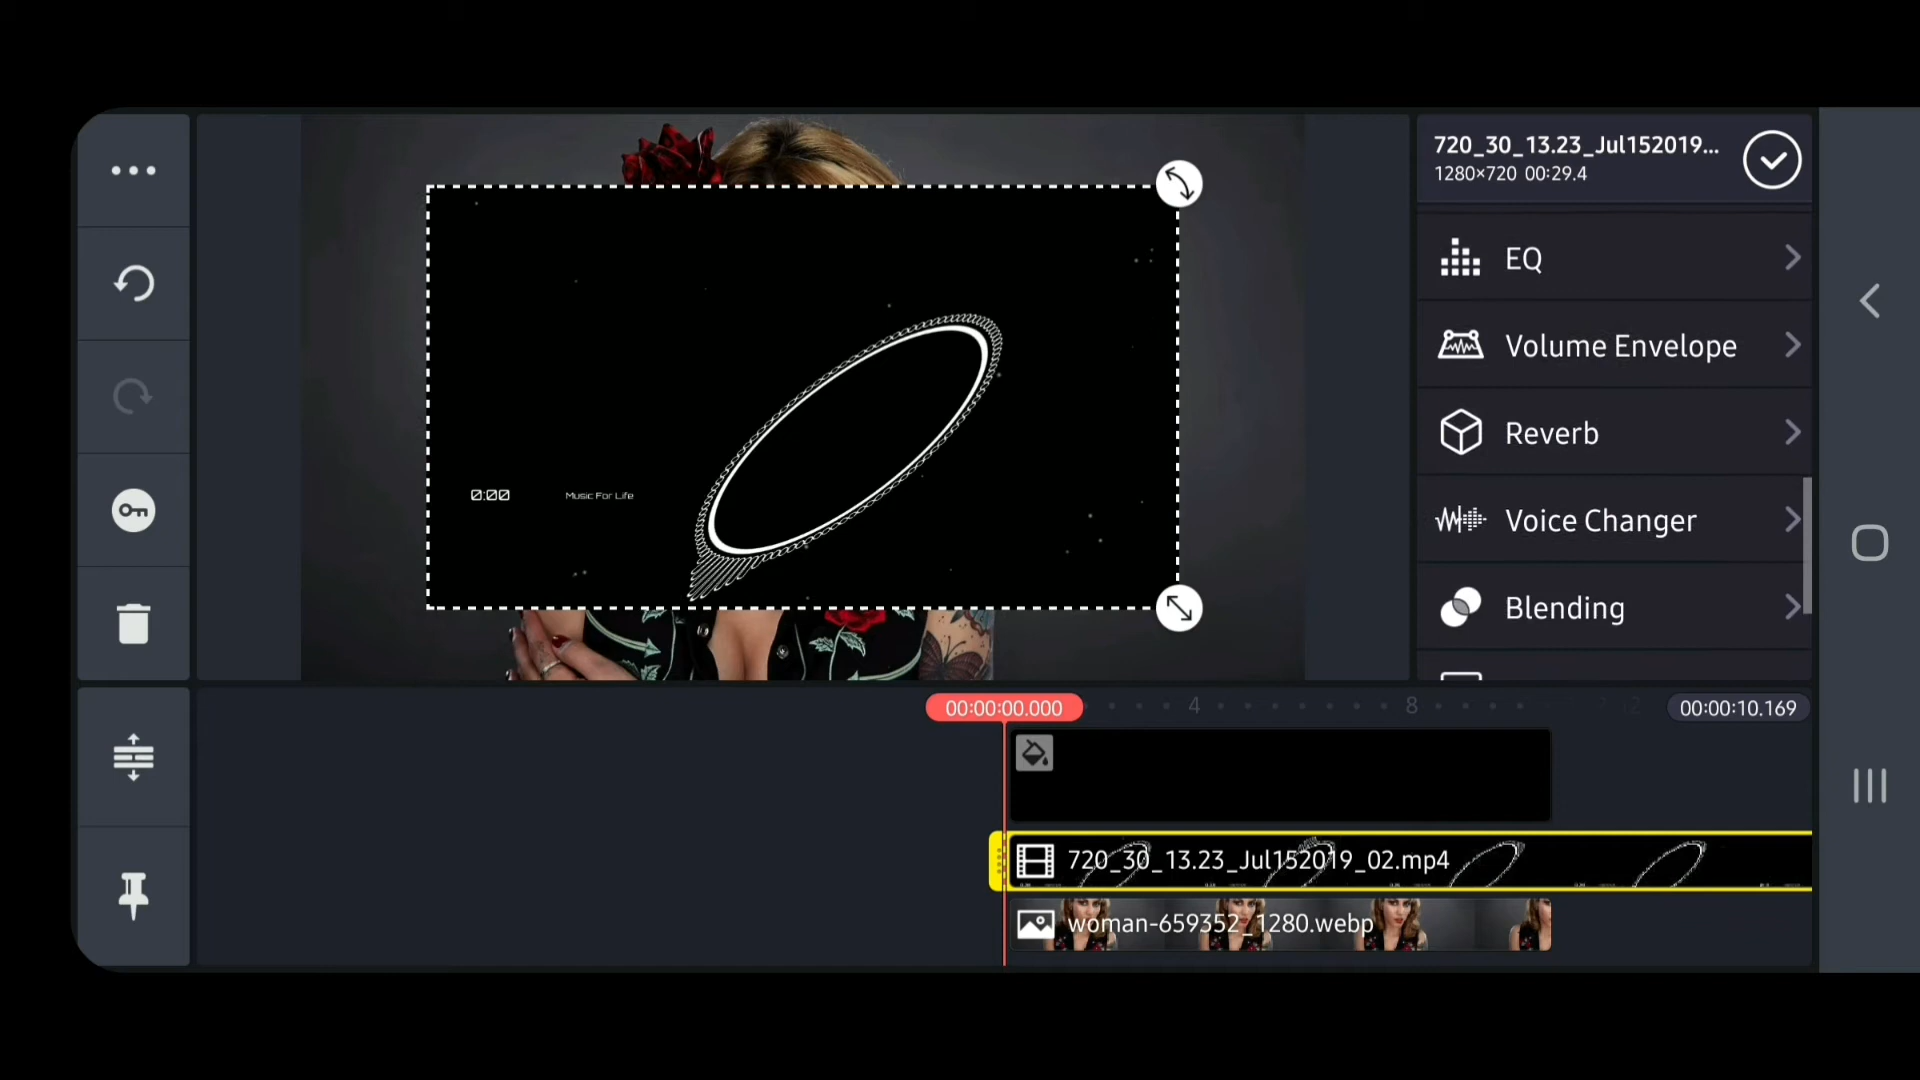 720_30_13.23_Jul152019...
1280×720 00:29.4
EQ
Volume Envelope
Reverb
Voice Changer
Blending
0:00
Music For Life
00:00:00.000
4
8
00:00:10.169
720_30_13.23_Jul152019_02.mp4
woman-659352_1280.webp